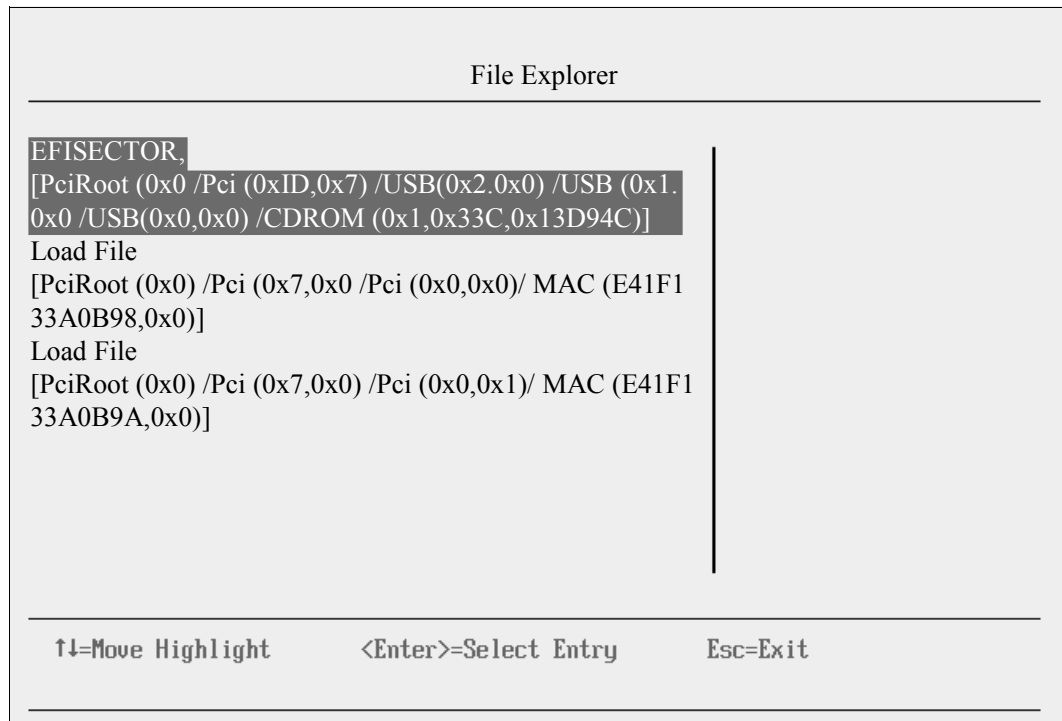 File Explorer
EFISECTOR,
[PciRoot (0x0 /Pci (0xID,0x7) /USB(0x2.0x0) /USB (0x1.
0x0 /USB(0x0,0x0) /CDROM (0x1,0x33C,0x13D94C)]
Load File
[PciRoot (0x0) /Pci (0x7,0x0 /Pci (0x0,0x0)/ MAC (E41F1
33A0B98,0x0)]
Load File
[PciRoot (0x0) /Pci (0x7,0x0) /Pci (0x0,0x1)/ MAC (E41F1
33A0B9A,0x0)]
↑↓=Move Highlight <Enter>=Select Entry Esc=Exit